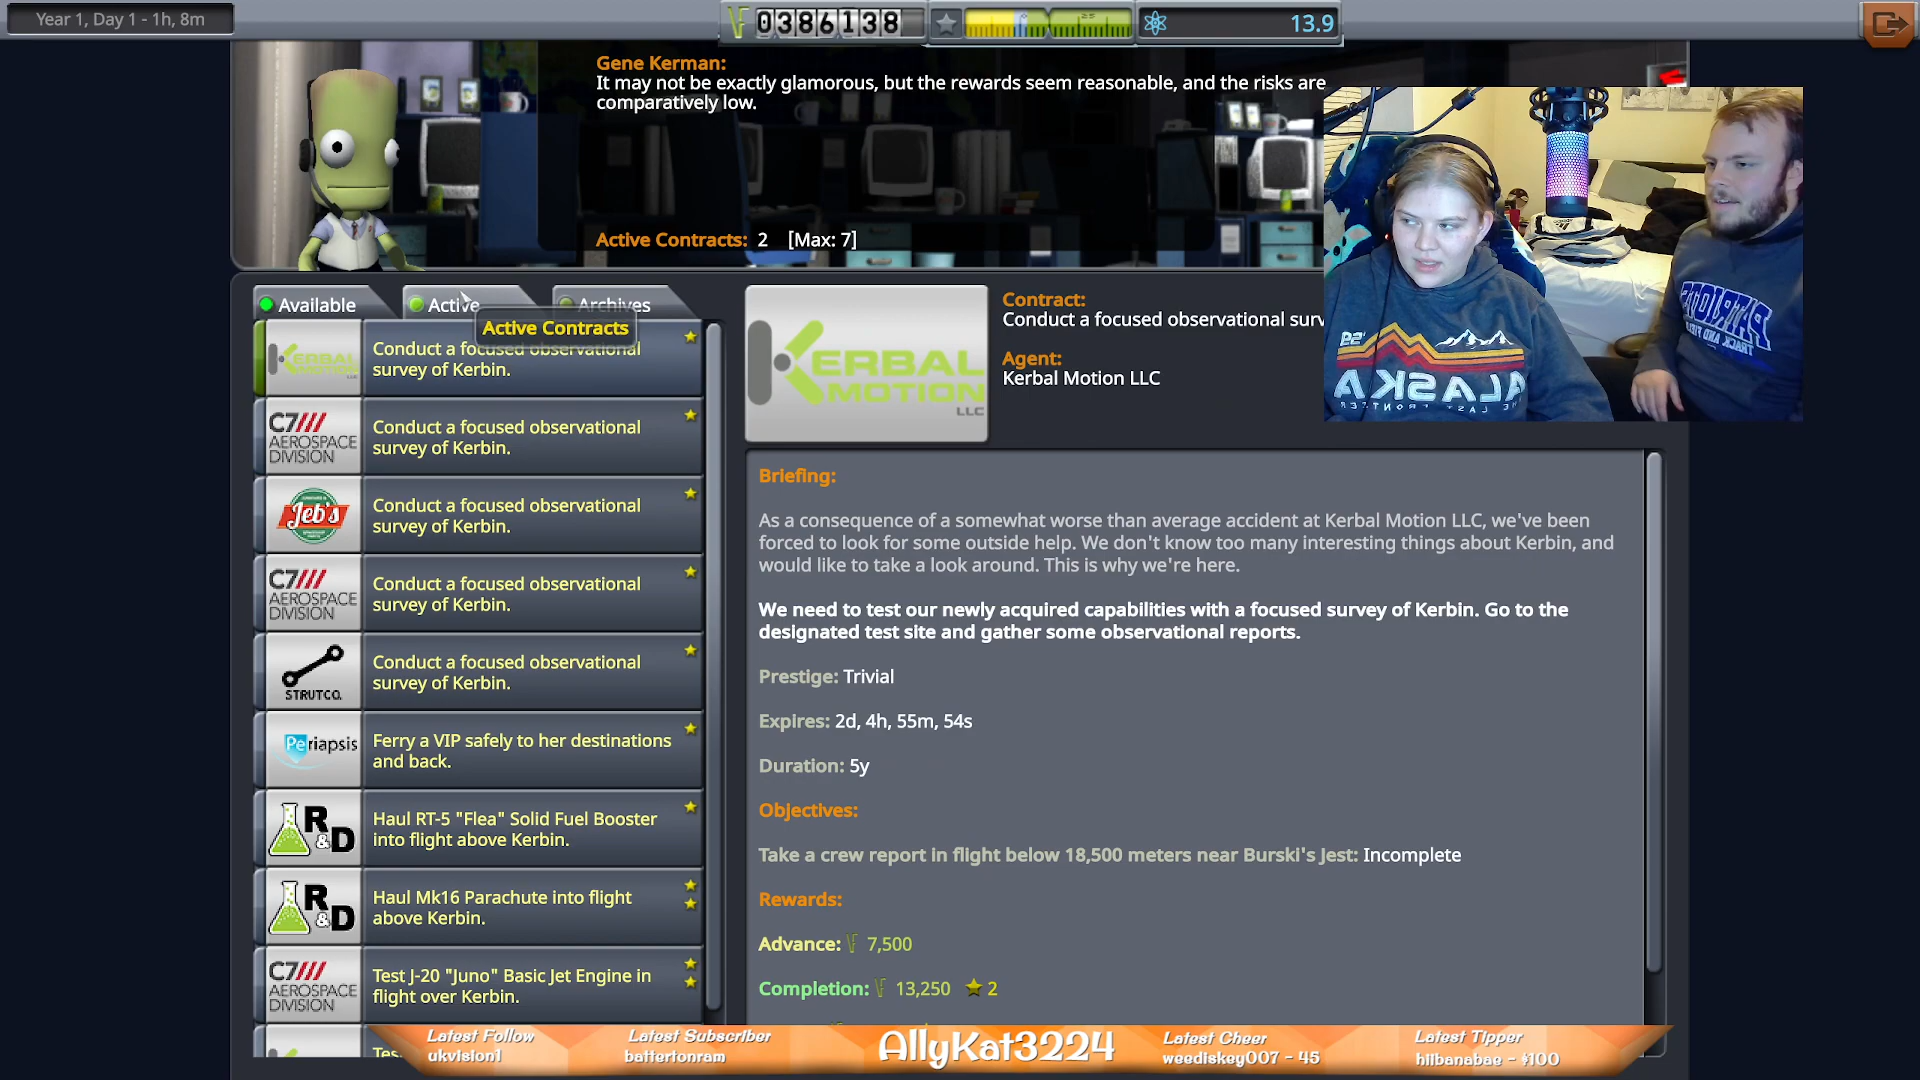 Year 1, Day 1 - 1h, 8m
0386138
13.9
Gene Kerman:
It may not be exactly glamorous, but the rewards seem reasonable, and the risks are
comparatively low.
Active Contracts: 2 [Max: 7]
Available
Active
Archives
Active Contracts
KERBAL MOTION LLC
Conduct a focused observational
survey of Kerbin.
C7 AEROSPACE DIVISION
Conduct a focused observational
survey of Kerbin.
Jeb's
Conduct a focused observational
survey of Kerbin.
C7 AEROSPACE DIVISION
Conduct a focused observational
survey of Kerbin.
STRUTCO.
Conduct a focused observational
survey of Kerbin.
Periapsis
Ferry a VIP safely to her destinations
and back.
R&D
Haul RT-5 "Flea" Solid Fuel Booster
into flight above Kerbin.
R&D
Haul Mk16 Parachute into flight
above Kerbin.
C7 AEROSPACE DIVISION
Test J-20 "Juno" Basic Jet Engine in
flight over Kerbin.
KERBAL
MOTION
LLC
Contract:
Conduct a focused observational surv
Agent:
Kerbal Motion LLC
Briefing:
As a consequence of a somewhat worse than average accident at Kerbal Motion LLC, we've been
forced to look for some outside help. We don't know too many interesting things about Kerbin, and
would like to take a look around. This is why we're here.
We need to test our newly acquired capabilities with a focused survey of Kerbin. Go to the
designated test site and gather some observational reports.
Prestige: Trivial
Expires: 2d, 4h, 55m, 54s
Duration: 5y
Objectives:
Take a crew report in flight below 18,500 meters near Burski's Jest: Incomplete
Rewards:
Advance: 7,500
Completion: 13,250 2
ALASKA
PATRIOTS
TRACK AND FIELD
Latest Follow
ukvision1
Latest Subscriber
battertonram
AllyKat3224
Latest Cheer
weediskey007 - 45
Latest Tipper
hilbanabae - $100